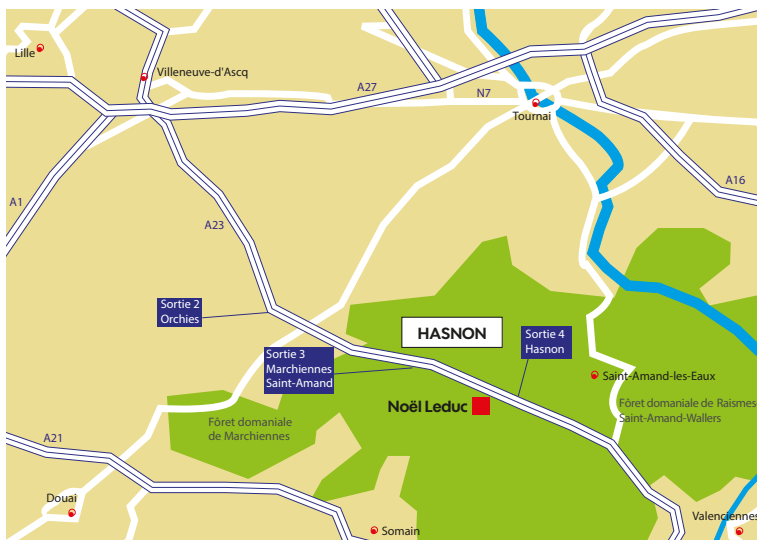 Lille
Villeneuve-d'Ascq
A27
N7
Tournai
A1
A16
A23
Sortie 2
Orchies
HASNON
Sortie 4
Hasnon
Sortie 3
Marchiennes
Saint-Amand
Saint-Amand-les-Eaux
Noël Leduc
Fôret domaniale de Raismes
Saint-Amand-Wallers
Fôret domaniale
de Marchiennes
A21
Douai
Somain
Valenciennes